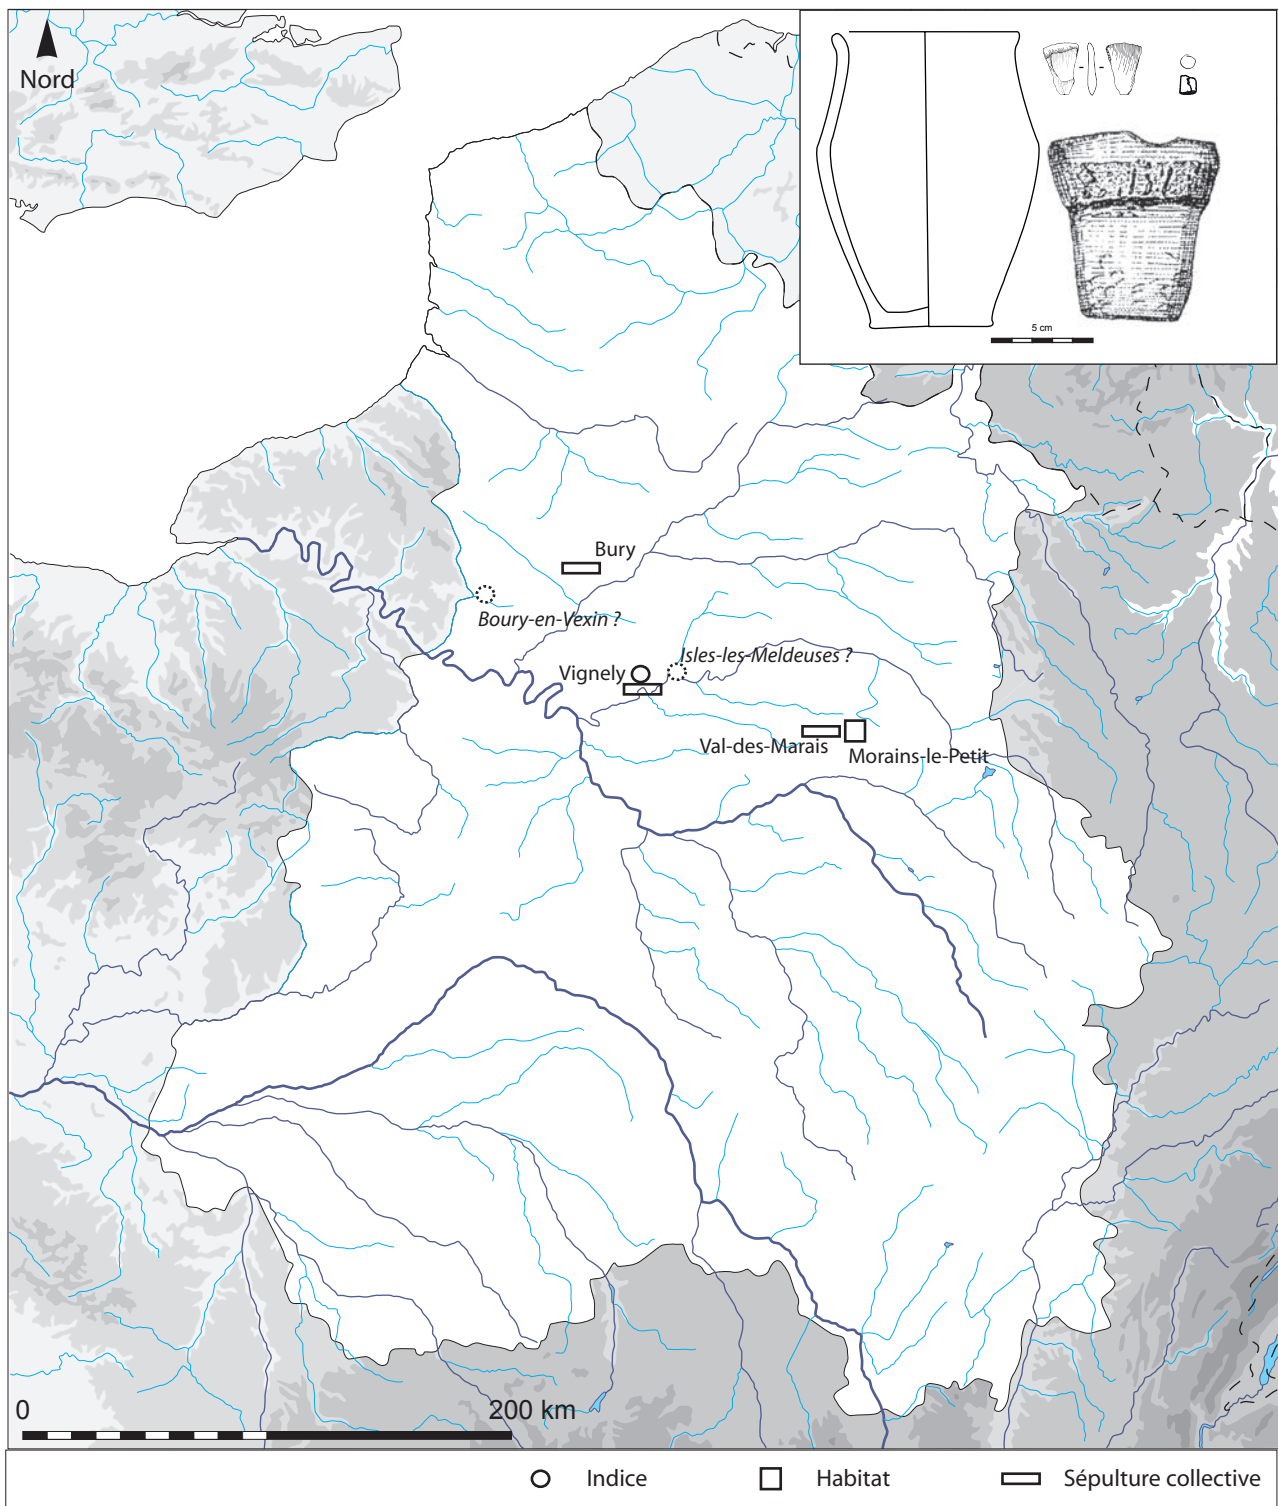 Nord
5 cm
Bury
Boury-en-Vexin ?
Isles-les-Meldeuses ?
Vignely
Val-des-Marais
Morains-le-Petit
0 200 km
Indice Habitat Sépulture collective